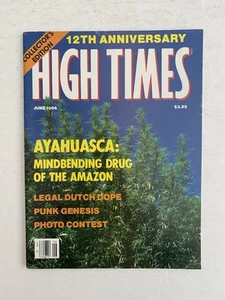 COLLECTOR'S
EDITION
12TH ANNIVERSARY
HIGH TIMES
JUNE 1986
$3.95
AYAHUASCA:
MINDBENDING DRUG
OF THE AMAZON
LEGAL DUTCH DOPE
PUNK GENESIS
PHOTO CONTEST